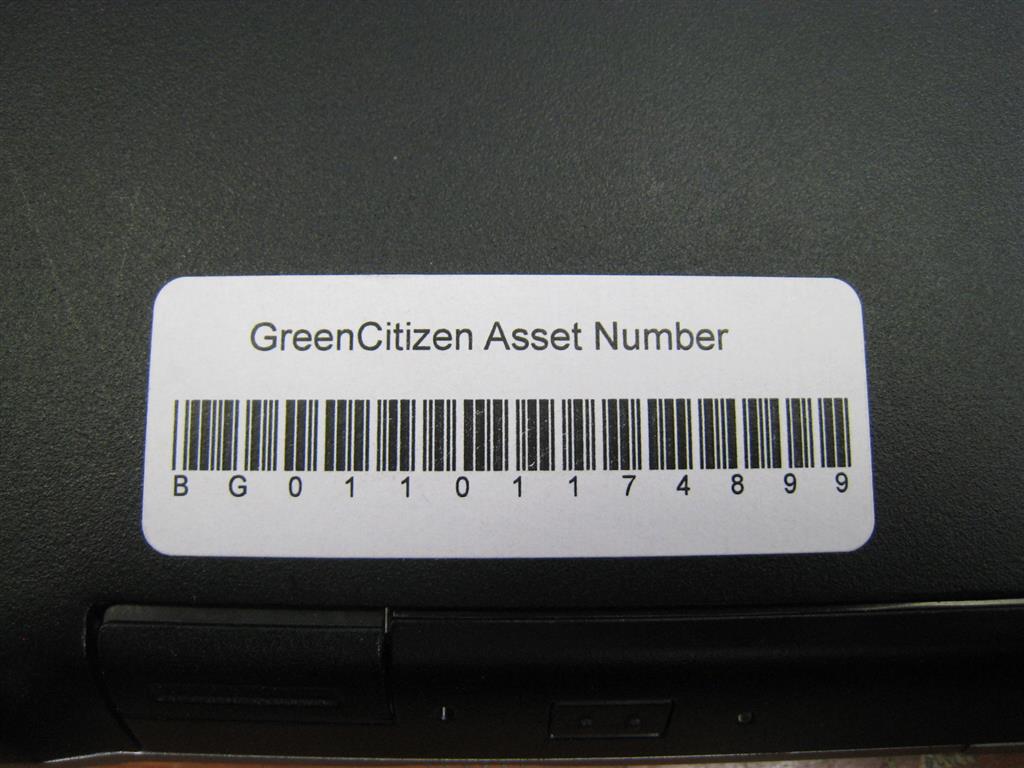 GreenCitizen Asset Number
B G 0 1 1 0 1 1 7 4 8 9 9